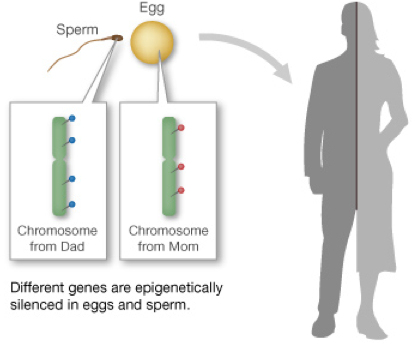 Egg
Sperm
Chromosome
from Dad
Chromosome
from Mom
Different genes are epigenetically
silenced in eggs and sperm.